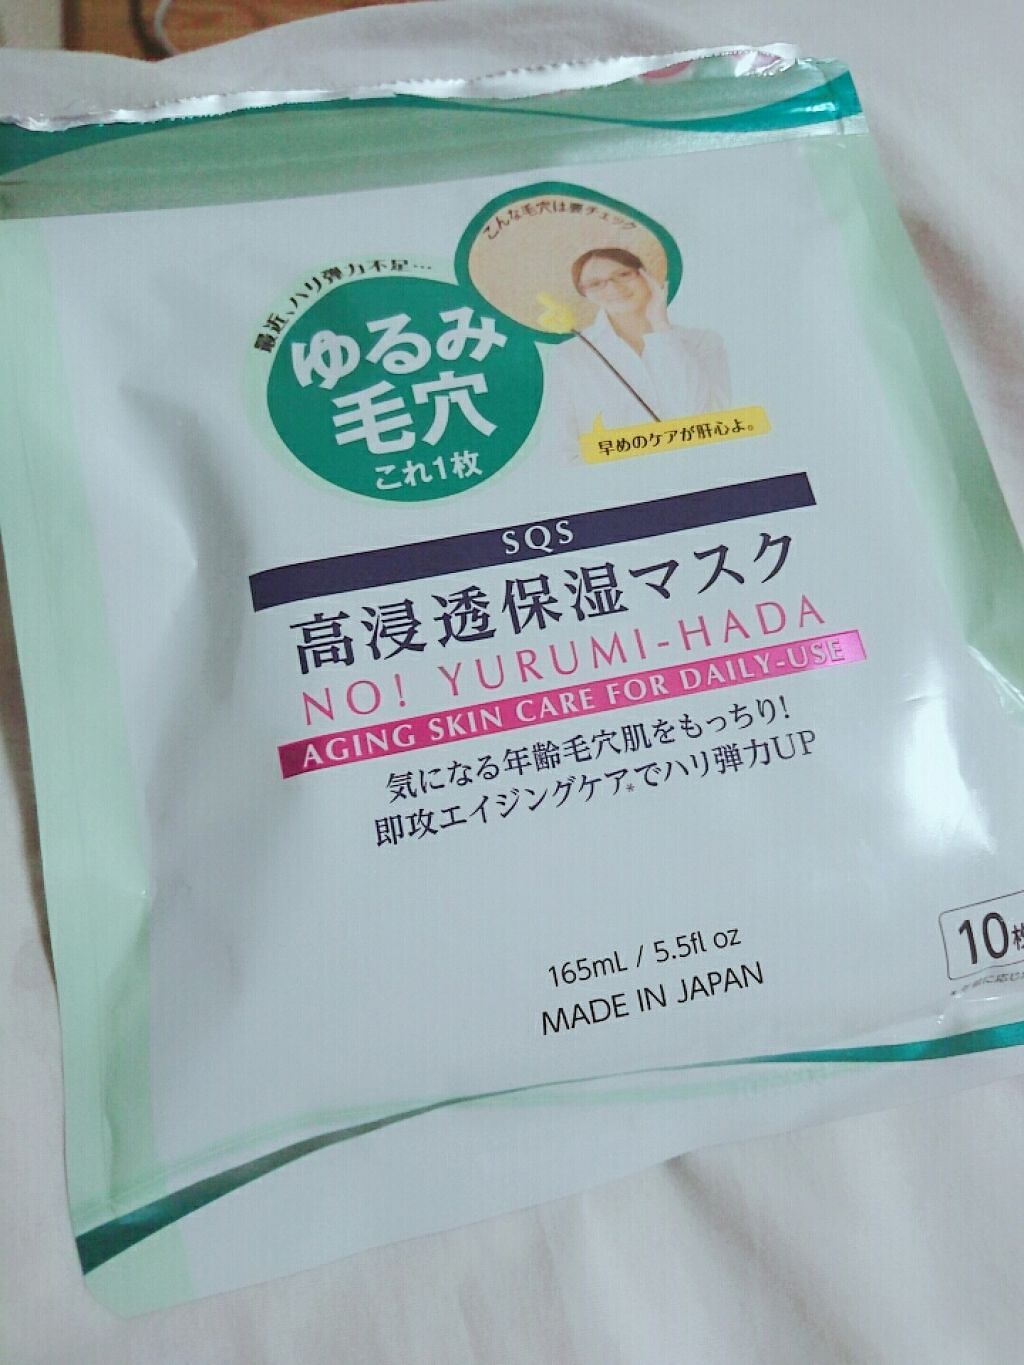 こんな毛穴は要チェック
最近、ハリ弾力不足…
ゆるみ
毛穴
これ1枚
早めのケアが肝心よ。
SQS
高浸透保湿マスク
NO! YURUMI-HADA
AGING SKIN CARE FOR DAILY-USE
気になる年齢毛穴肌をもっちり!
即攻エイジングケア*でハリ弾力UP
10枚
165mL / 5.5fl oz
MADE IN JAPAN